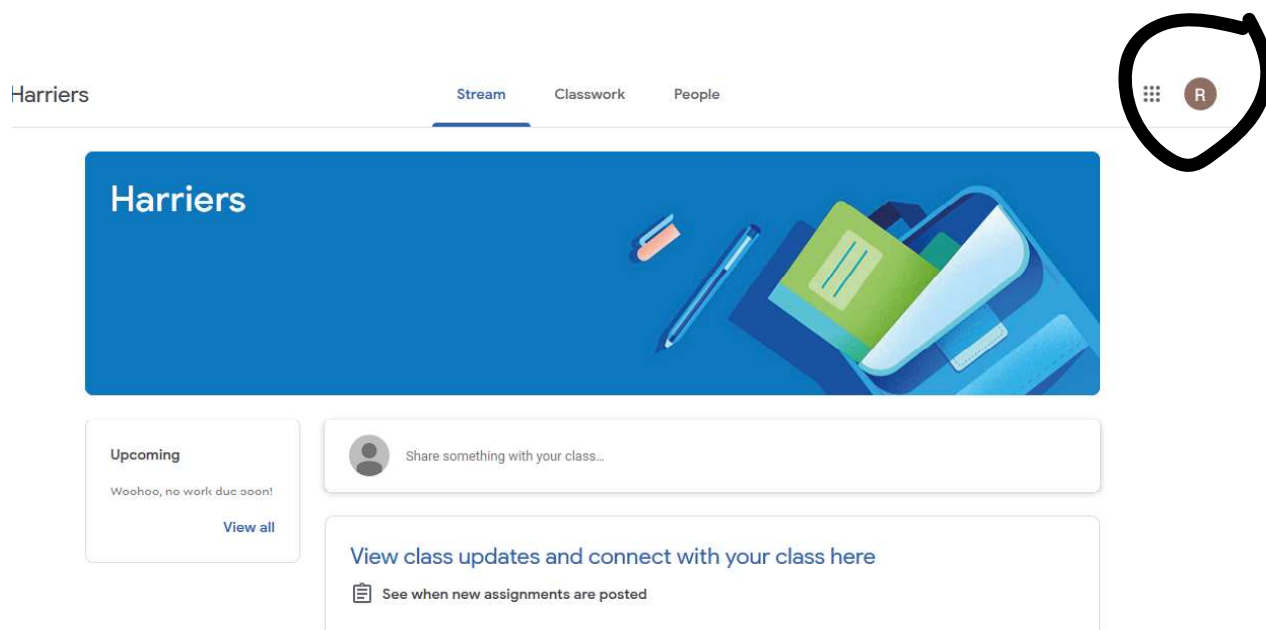 Harriers
Stream Classwork People
R
Harriers
Upcoming
Woohoo, no work due soon!
View all
Share something with your class...
View class updates and connect with your class here
See when new assignments are posted